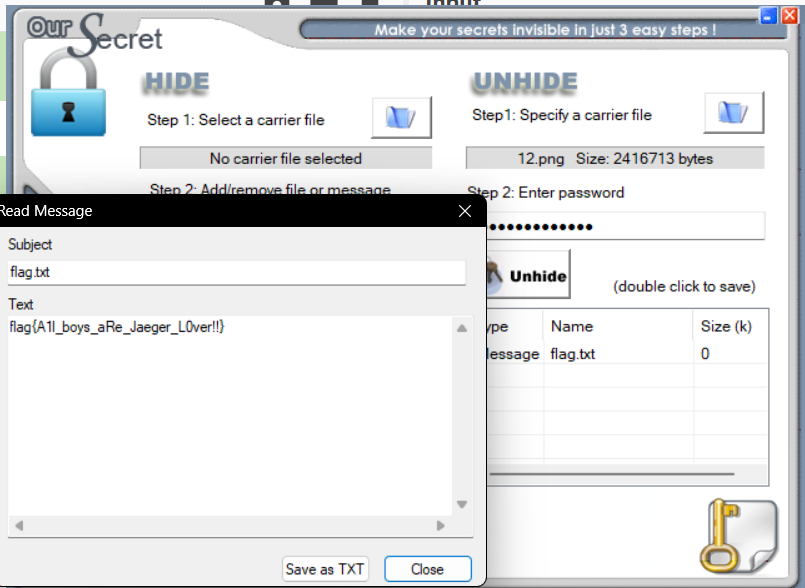 Our Secret
Make your secrets invisible in just 3 easy steps !
HIDE
Step 1: Select a carrier file
No carrier file selected
Step 2: Add/remove file or message
UNHIDE
Step1: Specify a carrier file
12.png Size: 2416713 bytes
Step 2: Enter password
●●●●●●●●●●●●
Unhide
(double click to save)
Name Size (k)
flag.txt 0
Read Message
Subject
flag.txt
Text
flag{A1l_boys_aRe_Jaeger_L0ver!!}
Save as TXT Close